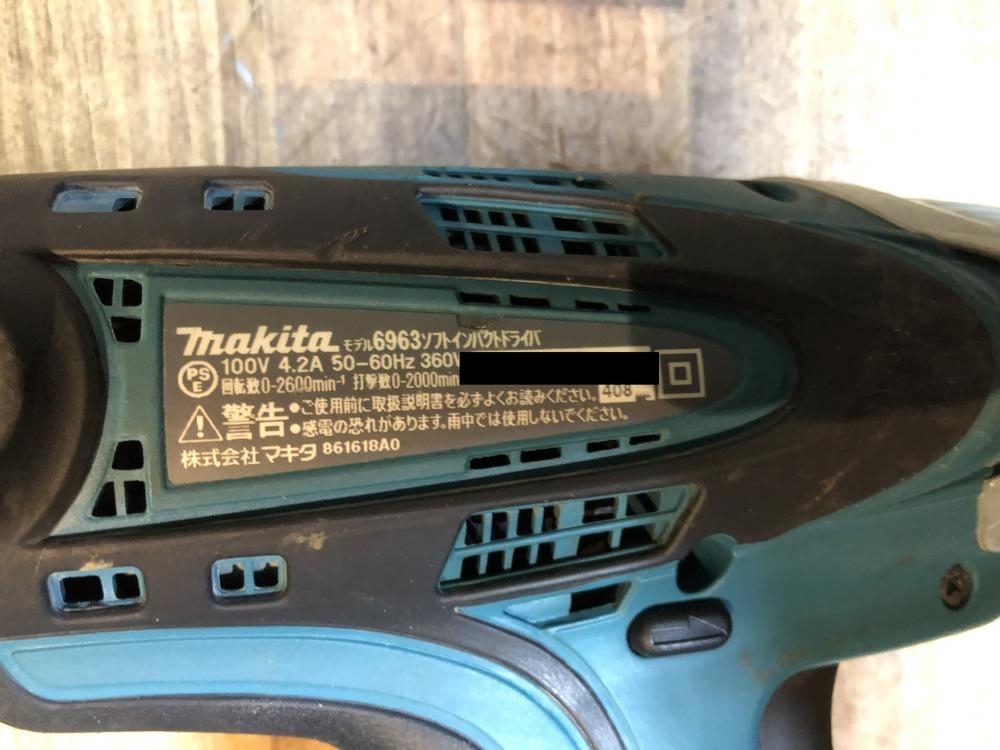 makita モデル6963ソフトインパクトドライバ
PS E
100V 4.2A 50-60Hz 360W
回転数0-2600min⁻¹ 打撃数0-2000min
408
警告 ●ご使用前に取扱説明書を必ずよくお読みください。
●感電の恐れがあります。雨中では使用しないでください。
株式会社マキタ 861618A0